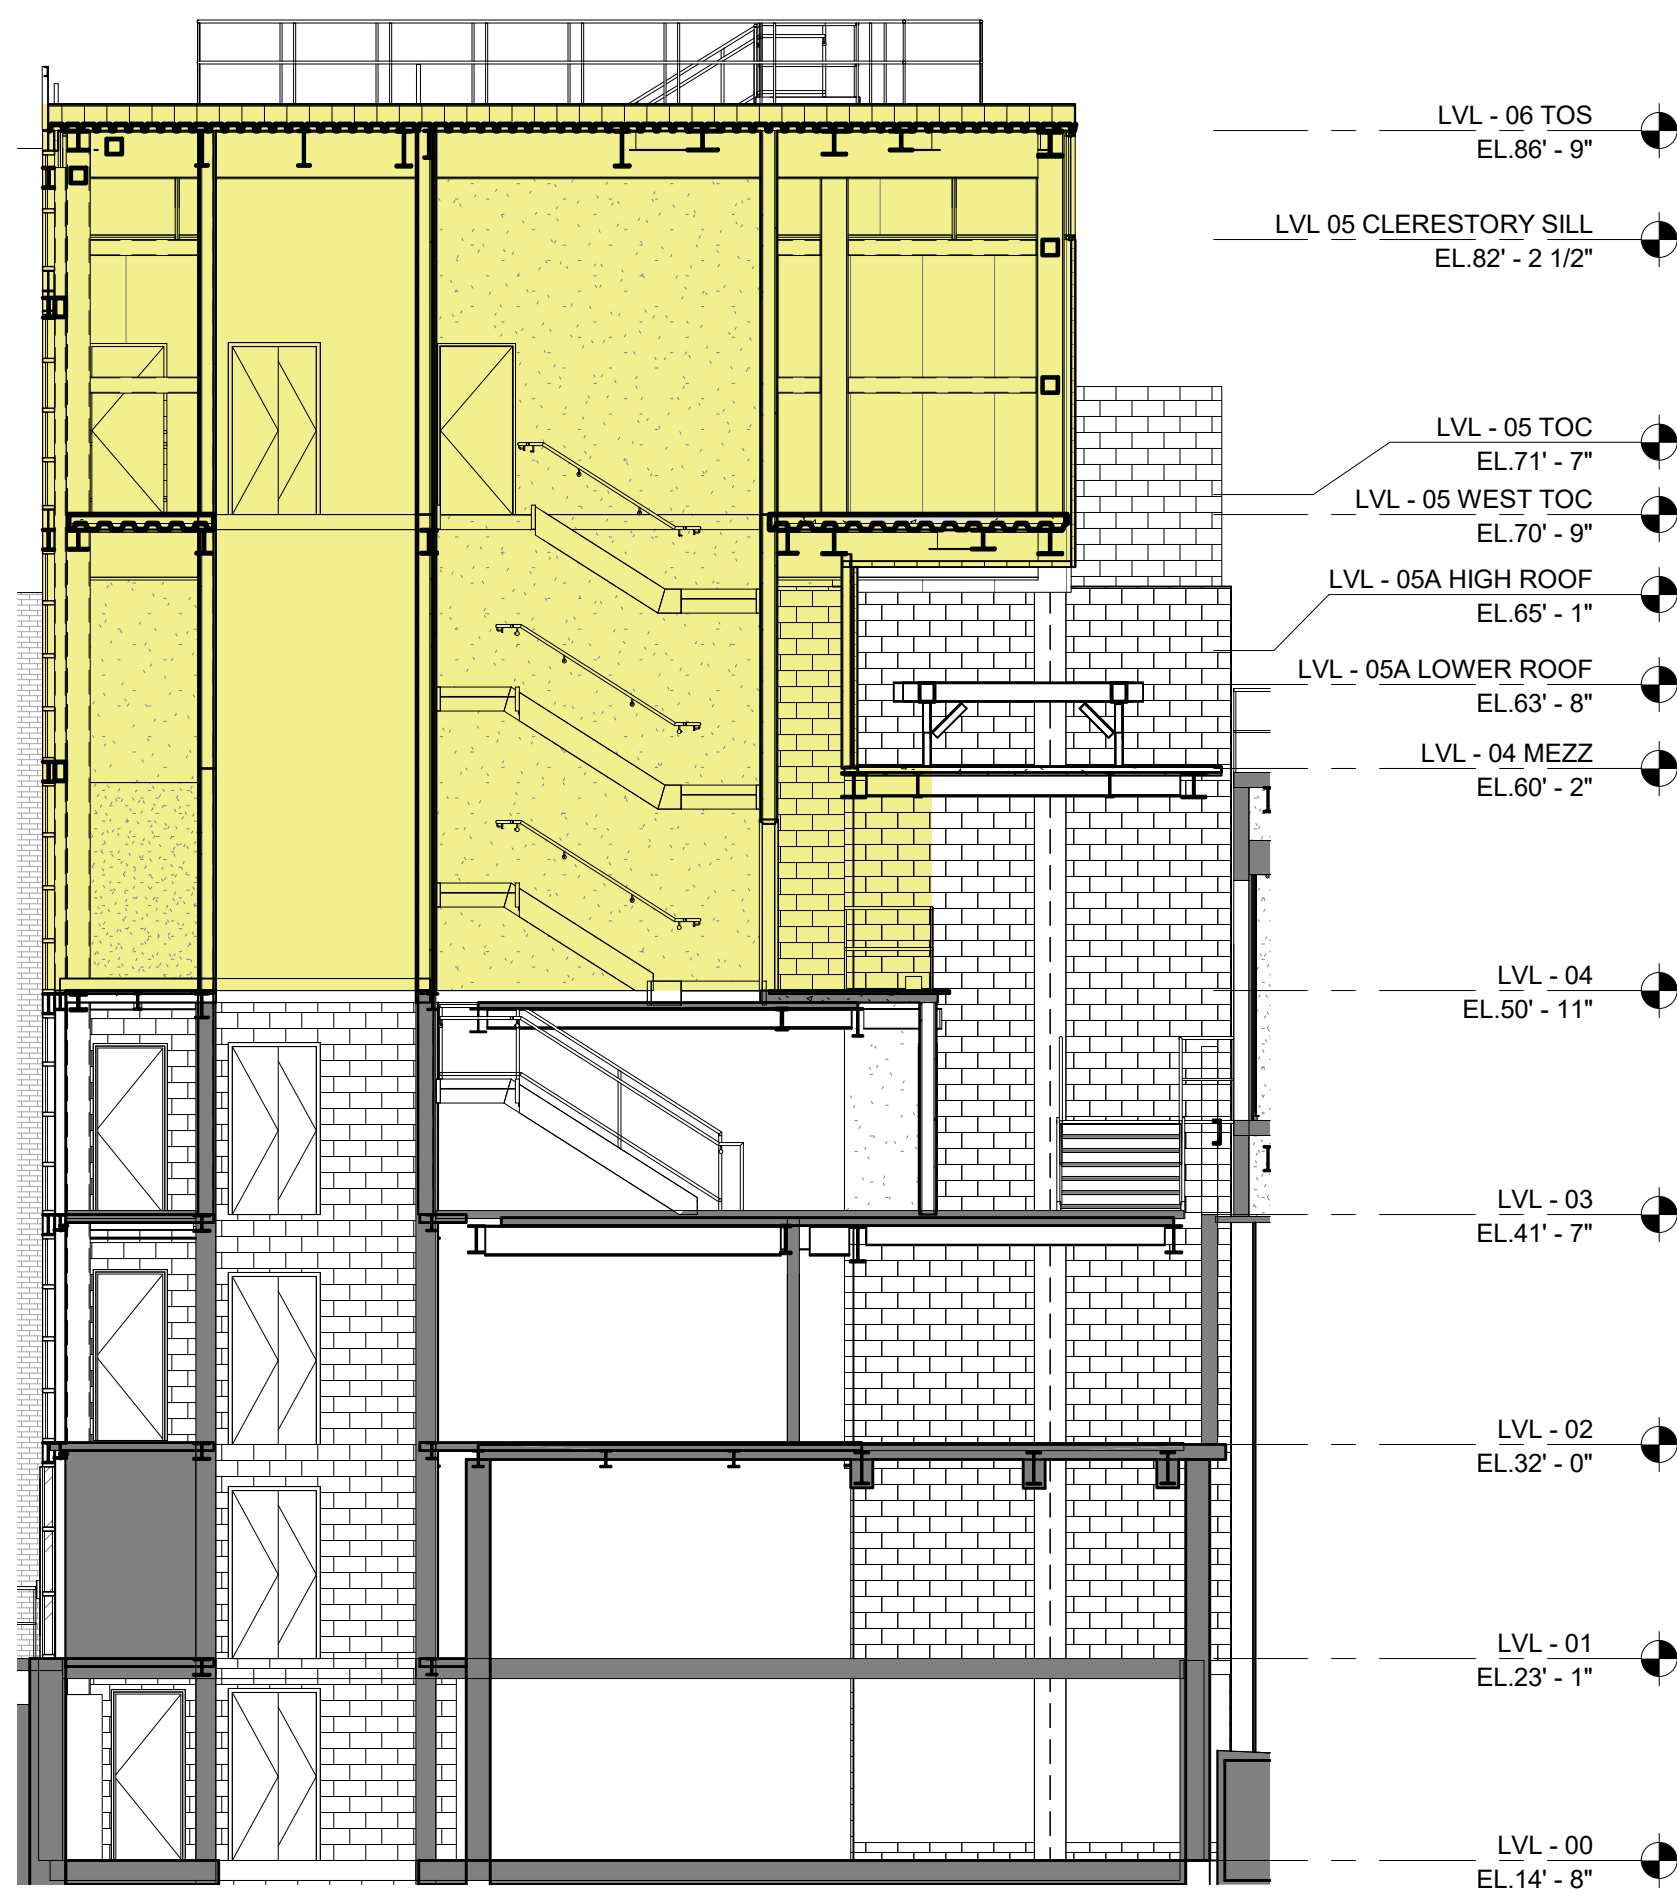 LVL - 06 TOS
EL.86' - 9"
LVL 05 CLERESTORY SILL
EL.82' - 2 1/2"
LVL - 05 TOC
EL.71' - 7"
LVL - 05 WEST TOC
EL.70' - 9"
LVL - 05A HIGH ROOF
EL.65' - 1"
LVL - 05A LOWER ROOF
EL.63' - 8"
LVL - 04 MEZZ
EL.60' - 2"
LVL - 04
EL.50' - 11"
LVL - 03
EL.41' - 7"
LVL - 02
EL.32' - 0"
LVL - 01
EL.23' - 1"
LVL - 00
EL.14' - 8"